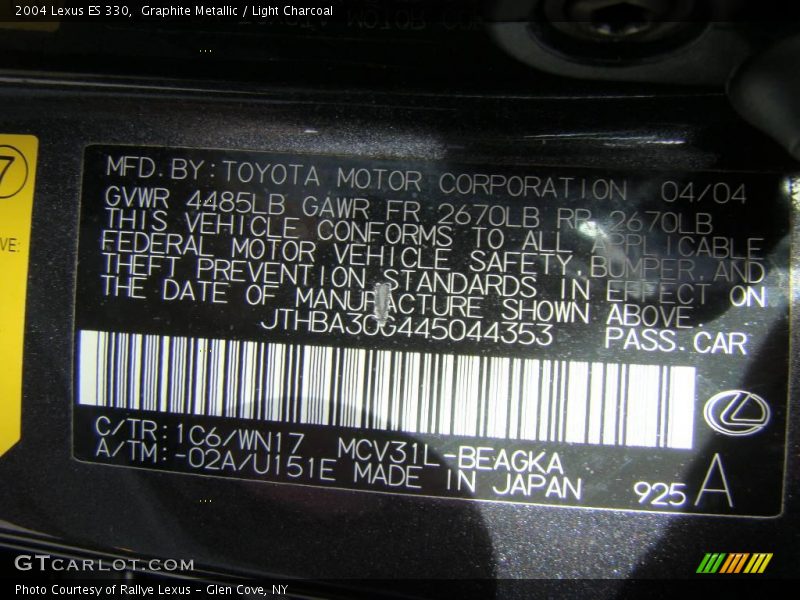 2004 Lexus ES 330, Graphite Metallic / Light Charcoal
7
VE:
MFD.BY:TOYOTA MOTOR CORPORATION 04/04
GVWR 4485LB GAWR FR 2670LB RR 2670LB
THIS VEHICLE CONFORMS TO ALL APPLICABLE
FEDERAL MOTOR VEHICLE SAFETY,BUMPER,AND
THEFT PREVENTION STANDARDS IN EFFECT ON
THE DATE OF MANUFACTURE SHOWN ABOVE.
JTHBA30G445044353 PASS.CAR
C/TR:1C6/WN17 MCV31L-BEAGKA
A/TM:-02A/U151E MADE IN JAPAN
925 A
GTCARLOT.COM
Photo Courtesy of Rallye Lexus - Glen Cove, NY